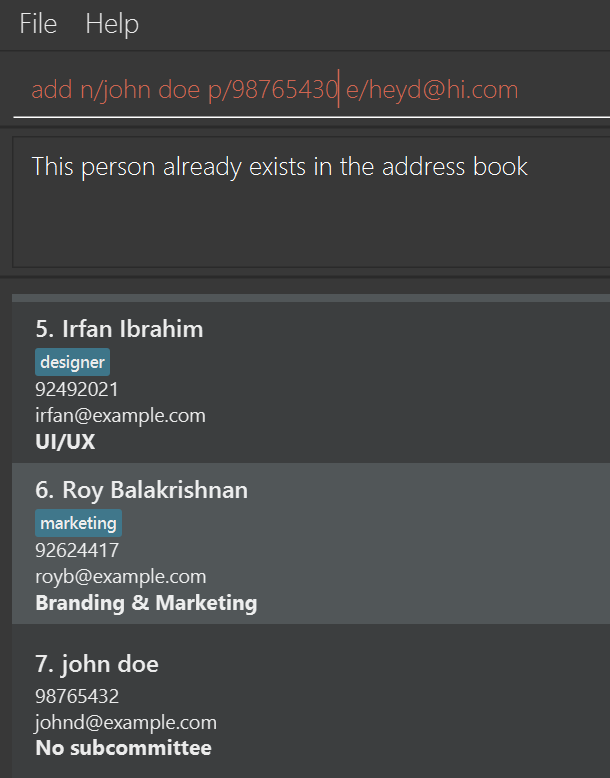 File Help
add n/john doe p/98765430 e/heyd@hi.com
This person already exists in the address book
5. Irfan Ibrahim
designer
92492021
irfan@example.com
UI/UX
6. Roy Balakrishnan
marketing
92624417
royb@example.com
Branding & Marketing
7. john doe
98765432
johnd@example.com
No subcommittee